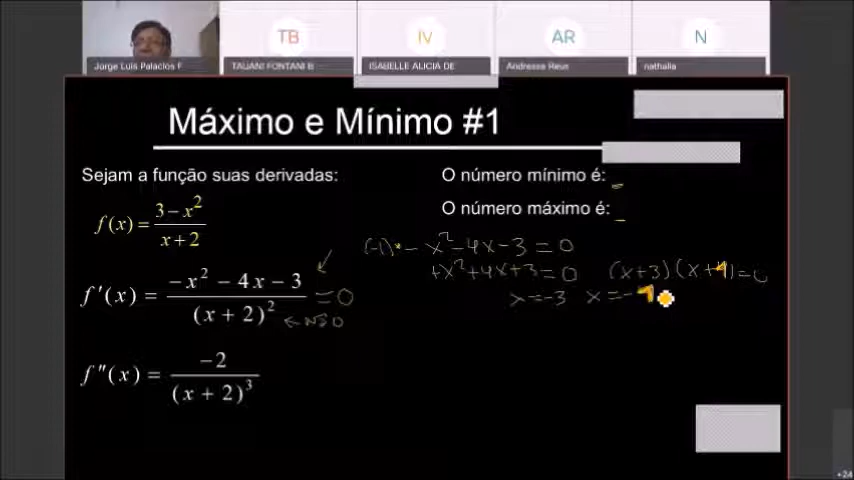 TB IV AR N
Jorge Luis Palacios F TAUANI FONTANI B ISABELLE ALICIA DE Andressa Reus nathalia
Máximo e Mínimo #1
Sejam a função suas derivadas:
O número mínimo é: _
O número máximo é: _
f(x) = (3 - x²)/(x + 2)
(-1)* - x² - 4x - 3 = 0
+x² + 4x + 3 = 0 (x+3)(x+1) = 0
x = -3 x = -1
f'(x) = (-x² - 4x - 3)/(x + 2)² = 0
← NÃO
f"(x) = -2/(x + 2)³
+24